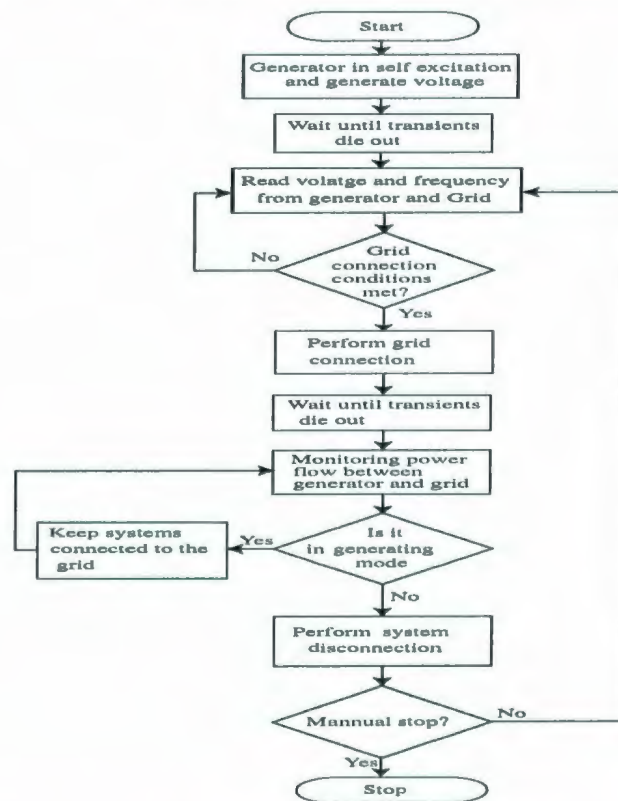 Start
Generator in self excitation
and generate voltage
Wait until transients
die out
Read volatge and frequency
from generator and Grid
No
Grid
connection
conditions
met?
Yes
Perform grid
connection
Wait until transients
die out
Monitoring power
flow between
generator and grid
Keep systems
connected to the
grid
Yes
Is it
in generating
mode
No
Perform system
disconnection
Mannual stop?
No
Yes
Stop